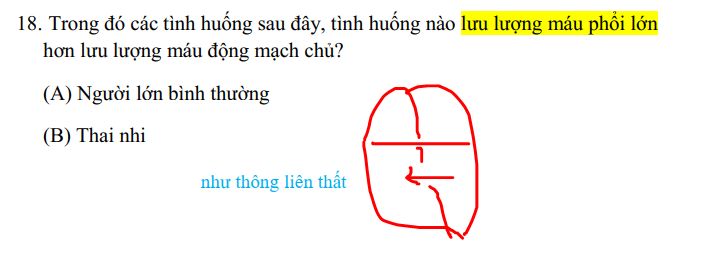 18. Trong đó các tình huống sau đây, tình huống nào lưu lượng máu phổi lớn
hơn lưu lượng máu động mạch chủ?
(A) Người lớn bình thường
(B) Thai nhi
như thông liên thất